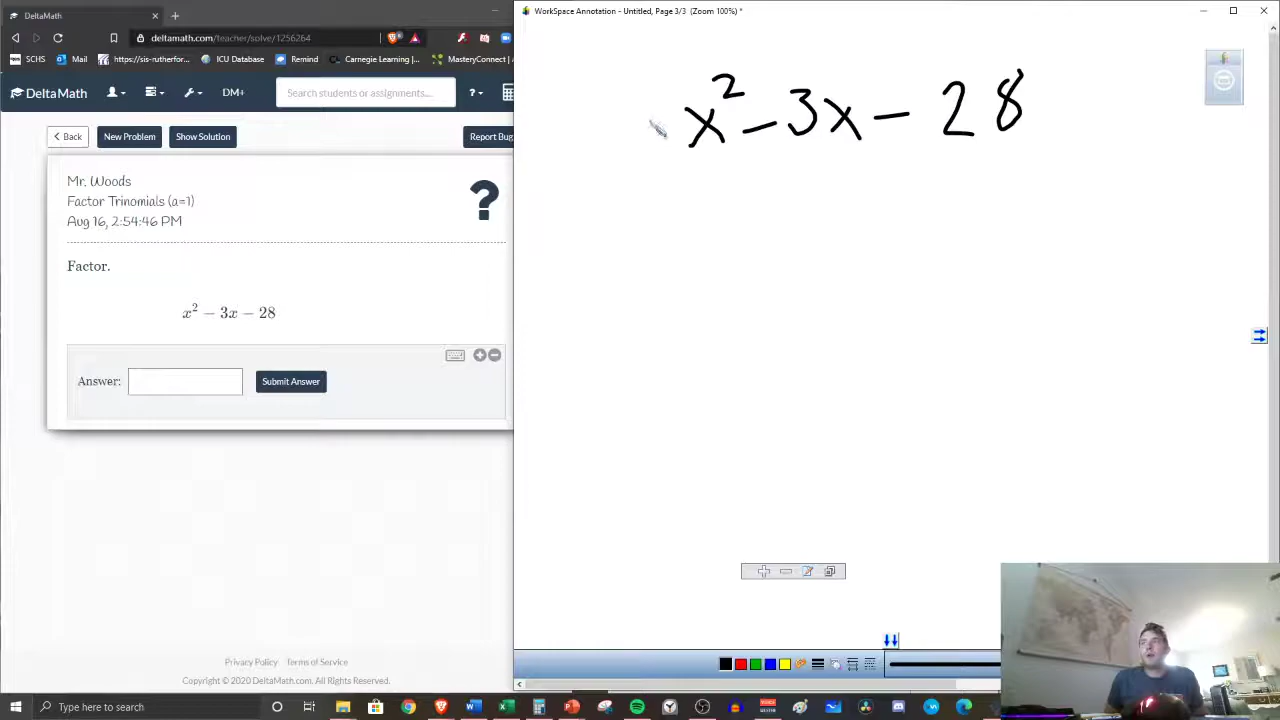 DeltaMath
WorkSpace Annotation - Untitled, Page 3/3 (Zoom 100%) *
deltamath.com/teacher/solve/1256264
SCHS Mail https://sis-rutherfor... ICU Database Remind Carnegie Learning,... MasteryConnect
DeltaMath DM+ Search students or assignments... ?
Back New Problem Show Solution Report Bug
x² - 3x - 28
Mr. Woods
Factor Trinomials (a=1)
Aug 16, 2:54:46 PM
?
Factor.
x² − 3x − 28
Answer: Submit Answer
Privacy Policy Terms of Service
Copyright © 2020 DeltaMath.com. All Rights Reserved.
Type here to search